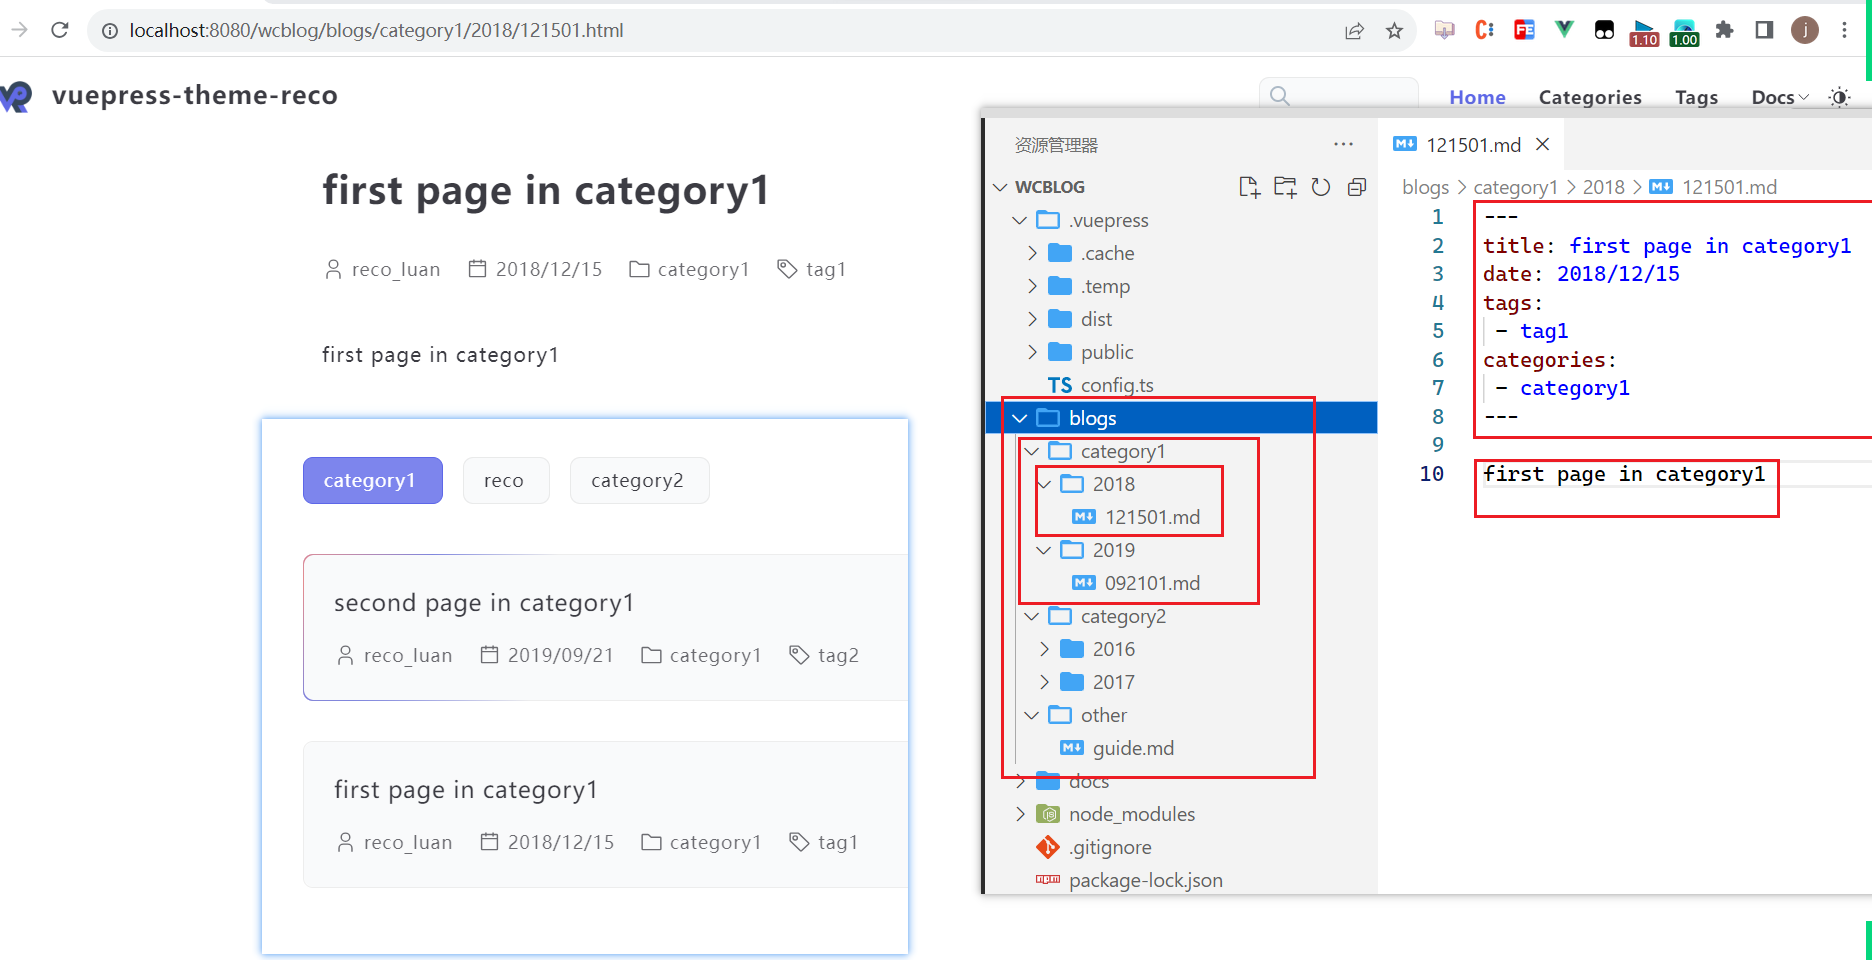 localhost:8080/wcblog/blogs/category1/2018/121501.html
1.10
1.00
j
vuepress-theme-reco
Home Categories Tags Docs
first page in category1
reco_luan 2018/12/15 category1 tag1
first page in category1
category1 reco category2
second page in category1
reco_luan 2019/09/21 category1 tag2
first page in category1
reco_luan 2018/12/15 category1 tag1
资源管理器
WCBLOG
.vuepress
.cache
.temp
dist
public
TS config.ts
blogs
category1
2018
M↓ 121501.md
2019
M↓ 092101.md
category2
2016
2017
other
M↓ guide.md
docs
node_modules
.gitignore
package-lock.json
M↓ 121501.md
blogs > category1 > 2018 > M↓ 121501.md
1 ---
2 title: first page in category1
3 date: 2018/12/15
4 tags:
5 - tag1
6 categories:
7 - category1
8 ---
9
10 first page in category1